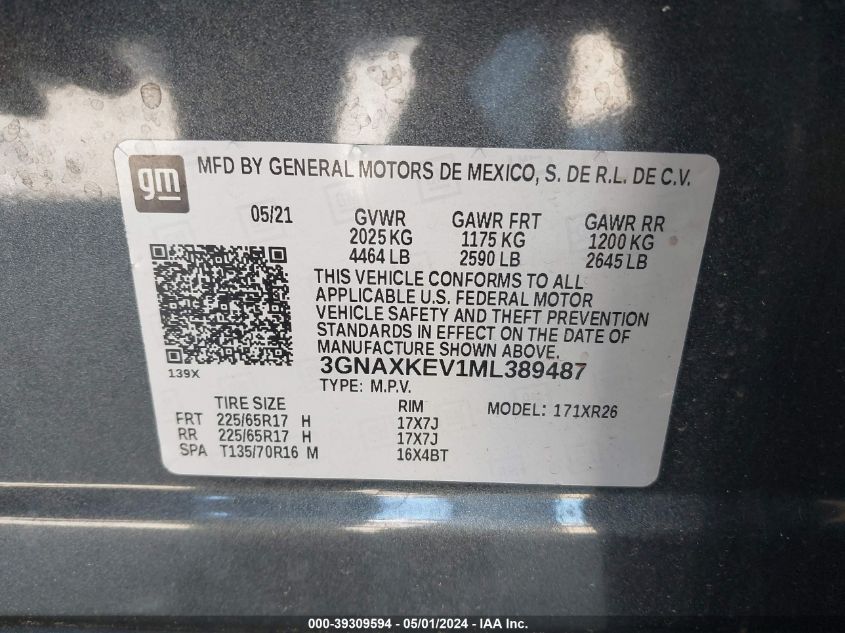 gm
MFD BY GENERAL MOTORS DE MEXICO, S. DE R.L. DE C.V.
05/21 GVWR GAWR FRT GAWR RR
2025 KG 1175 KG 1200 KG
4464 LB 2590 LB 2645 LB
THIS VEHICLE CONFORMS TO ALL
APPLICABLE U.S. FEDERAL MOTOR
VEHICLE SAFETY AND THEFT PREVENTION
STANDARDS IN EFFECT ON THE DATE OF
MANUFACTURE SHOWN ABOVE.
139X
3GNAXKEV1ML389487
TYPE: M.P.V.
TIRE SIZE RIM MODEL: 171XR26
FRT 225/65R17 H 17X7J
RR 225/65R17 H 17X7J
SPA T135/70R16 M 16X4BT
000-39309594 / 05/01/2024 - IAA Inc.